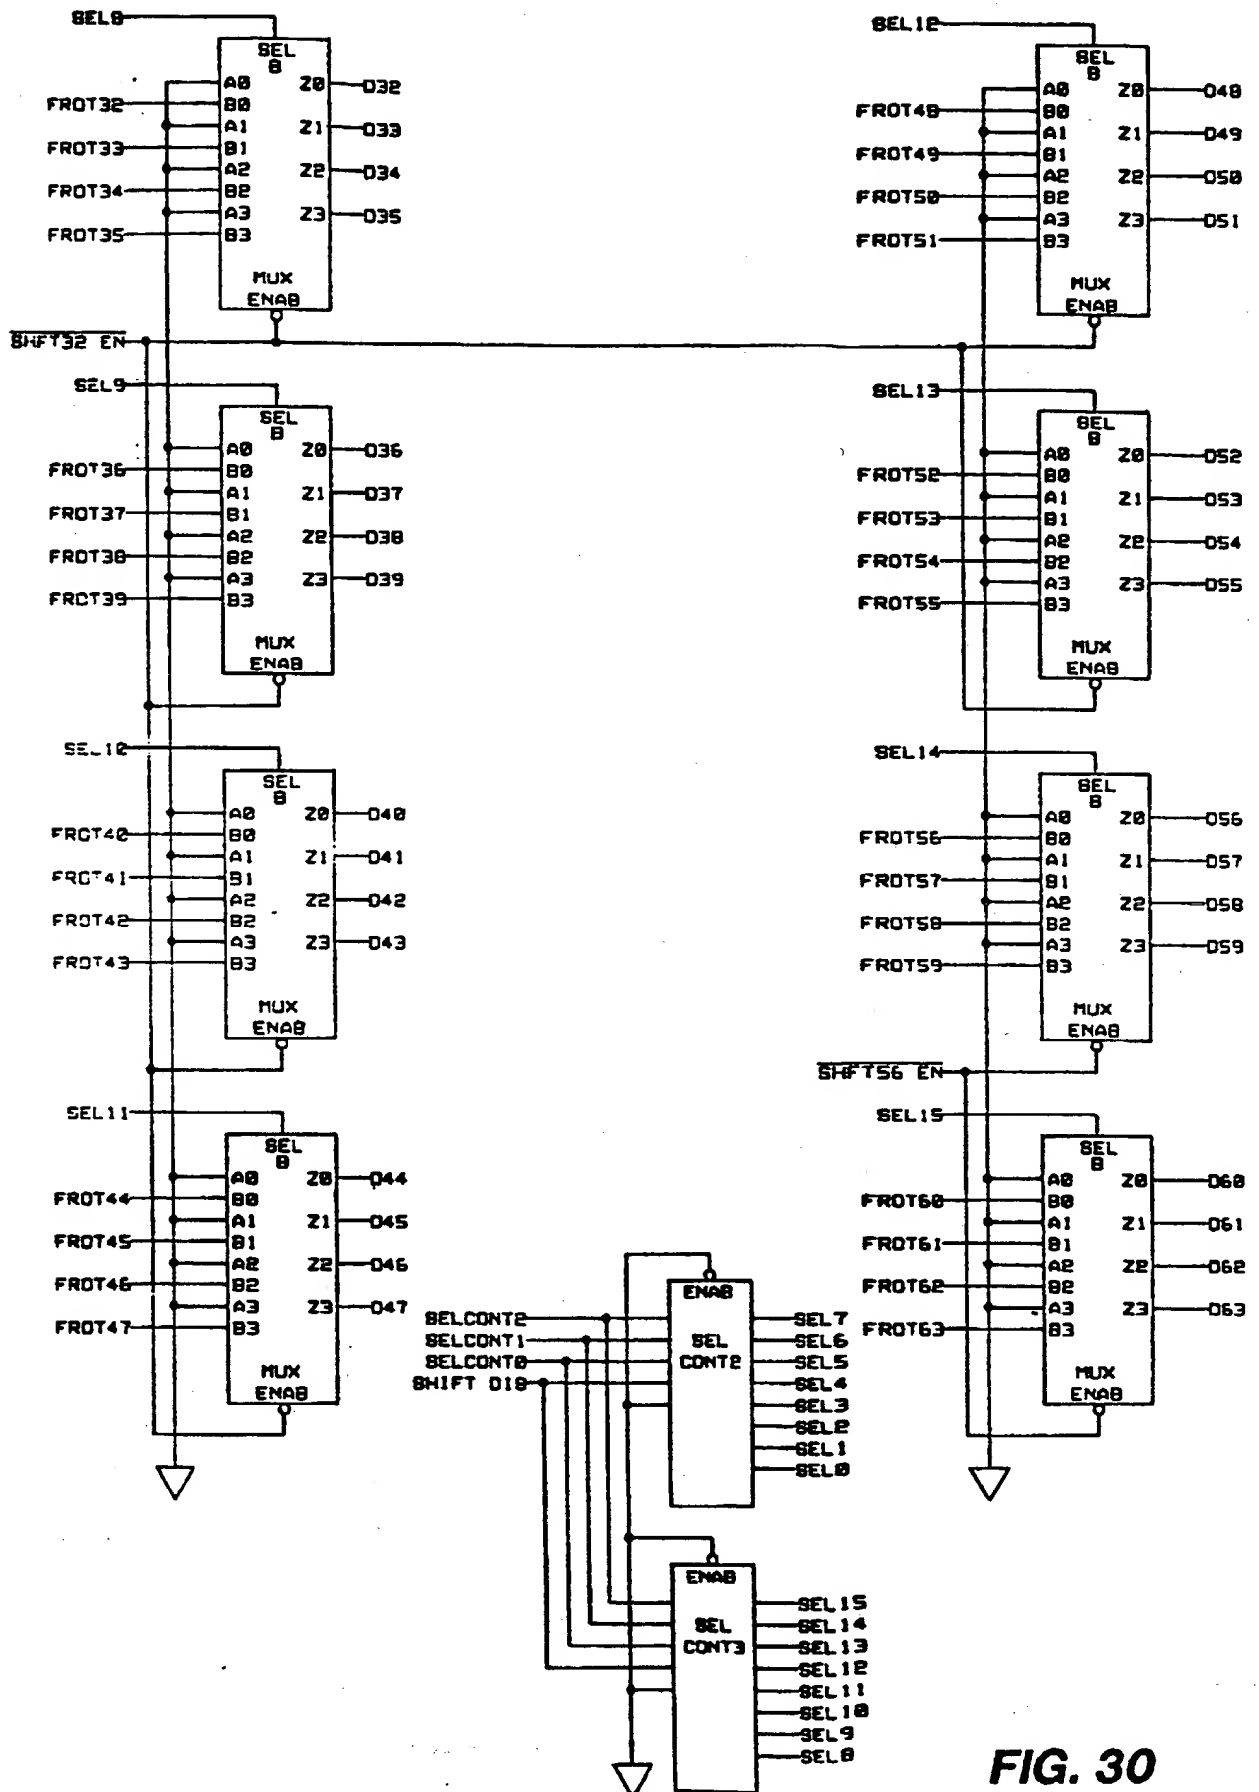 SEL8
SEL
B
A0 Z0 D32
FROT32 B0
A1 Z1 D33
FROT33 B1
A2 Z2 D34
FROT34 B2
A3 Z3 D35
FROT35 B3
MUX
ENAB
SHFT32 EN
SEL9
SEL
B
A0 Z0 D36
FROT36 B0
A1 Z1 D37
FROT37 B1
A2 Z2 D38
FROT38 B2
A3 Z3 D39
FROT39 B3
MUX
ENAB
SEL10
SEL
B
A0 Z0 D40
FROT40 B0
A1 Z1 D41
FROT41 B1
A2 Z2 D42
FROT42 B2
A3 Z3 D43
FROT43 B3
MUX
ENAB
SEL11
SEL
B
A0 Z0 D44
FROT44 B0
A1 Z1 D45
FROT45 B1
A2 Z2 D46
FROT46 B2
A3 Z3 D47
FROT47 B3
MUX
ENAB
SEL12
SEL
B
A0 Z0 D48
FROT48 B0
A1 Z1 D49
FROT49 B1
A2 Z2 D50
FROT50 B2
A3 Z3 D51
FROT51 B3
MUX
ENAB
SEL13
SEL
B
A0 Z0 D52
FROT52 B0
A1 Z1 D53
FROT53 B1
A2 Z2 D54
FROT54 B2
A3 Z3 D55
FROT55 B3
MUX
ENAB
SEL14
SEL
B
A0 Z0 D56
FROT56 B0
A1 Z1 D57
FROT57 B1
A2 Z2 D58
FROT58 B2
A3 Z3 D59
FROT59 B3
MUX
ENAB
SHFT56 EN
SEL15
SEL
B
A0 Z0 D60
FROT60 B0
A1 Z1 D61
FROT61 B1
A2 Z2 D62
FROT62 B2
A3 Z3 D63
FROT63 B3
MUX
ENAB
ENAB
SELCONT2 SEL7
SELCONT1 SEL SEL6
SELCONT0 CONT2 SEL5
SHIFT DIS SEL4
SEL3
SEL2
SEL1
SEL0
ENAB
SEL15
SEL SEL14
CONT3 SEL13
SEL12
SEL11
SEL10
SEL9
SEL8
FIG. 30